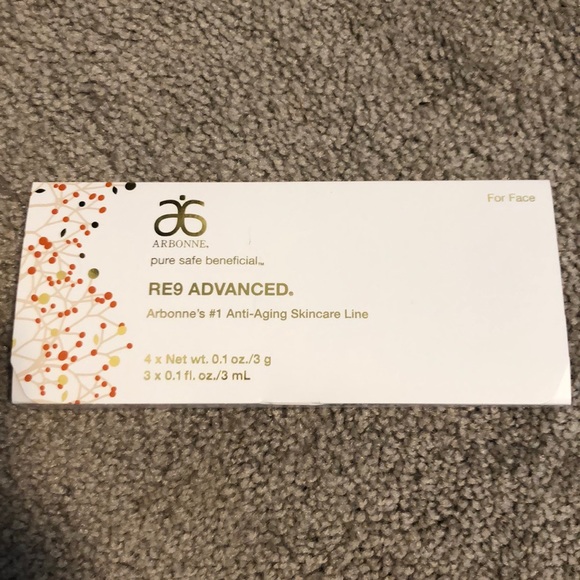 For Face
ARBONNE.
pure safe beneficial.™
RE9 ADVANCED®
Arbonne's #1 Anti-Aging Skincare Line
4 x Net wt. 0.1 oz./3 g
3 x 0.1 fl. oz./3 mL